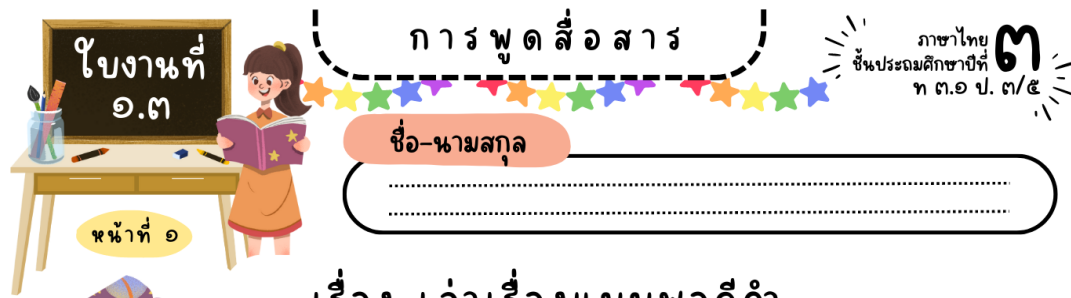 ใบงานที่
๑.๓
การพูดสื่อสาร
ภาษาไทย
ชั้นประถมศึกษาปีที่ ๓
ท ๓.๑ ป. ๓/๕
ชื่อ-นามสกุล
หน้าที่ ๑